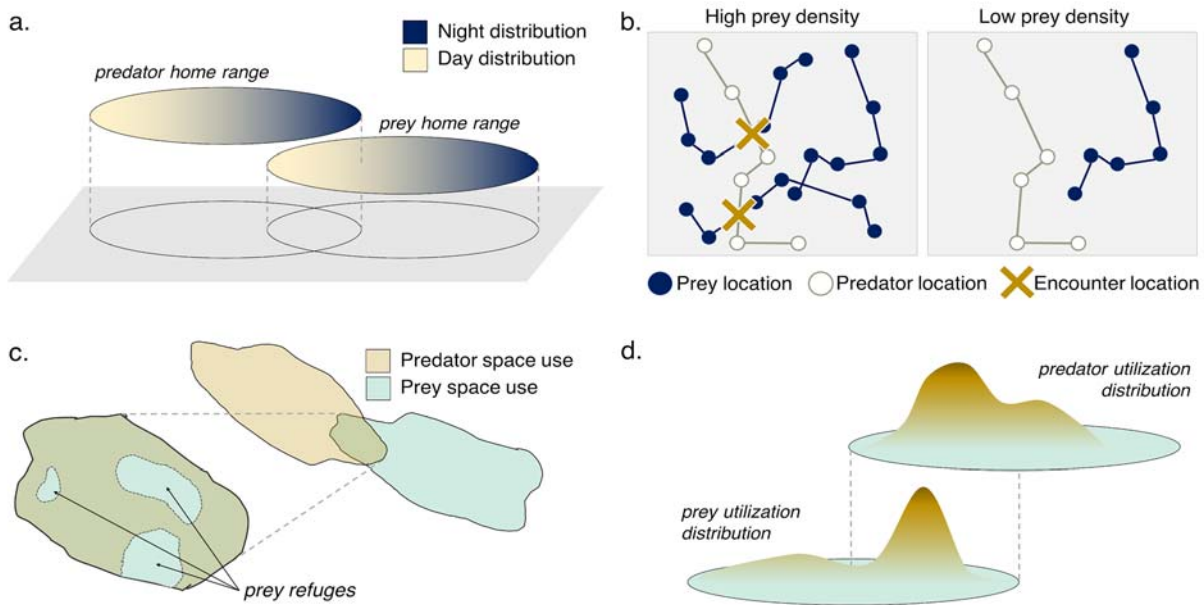 a.
Night distribution
Day distribution
predator home range
prey home range
b.
High prey density
Low prey density
Prey location
Predator location
Encounter location
c.
Predator space use
Prey space use
prey refuges
d.
predator utilization
distribution
prey utilization
distribution